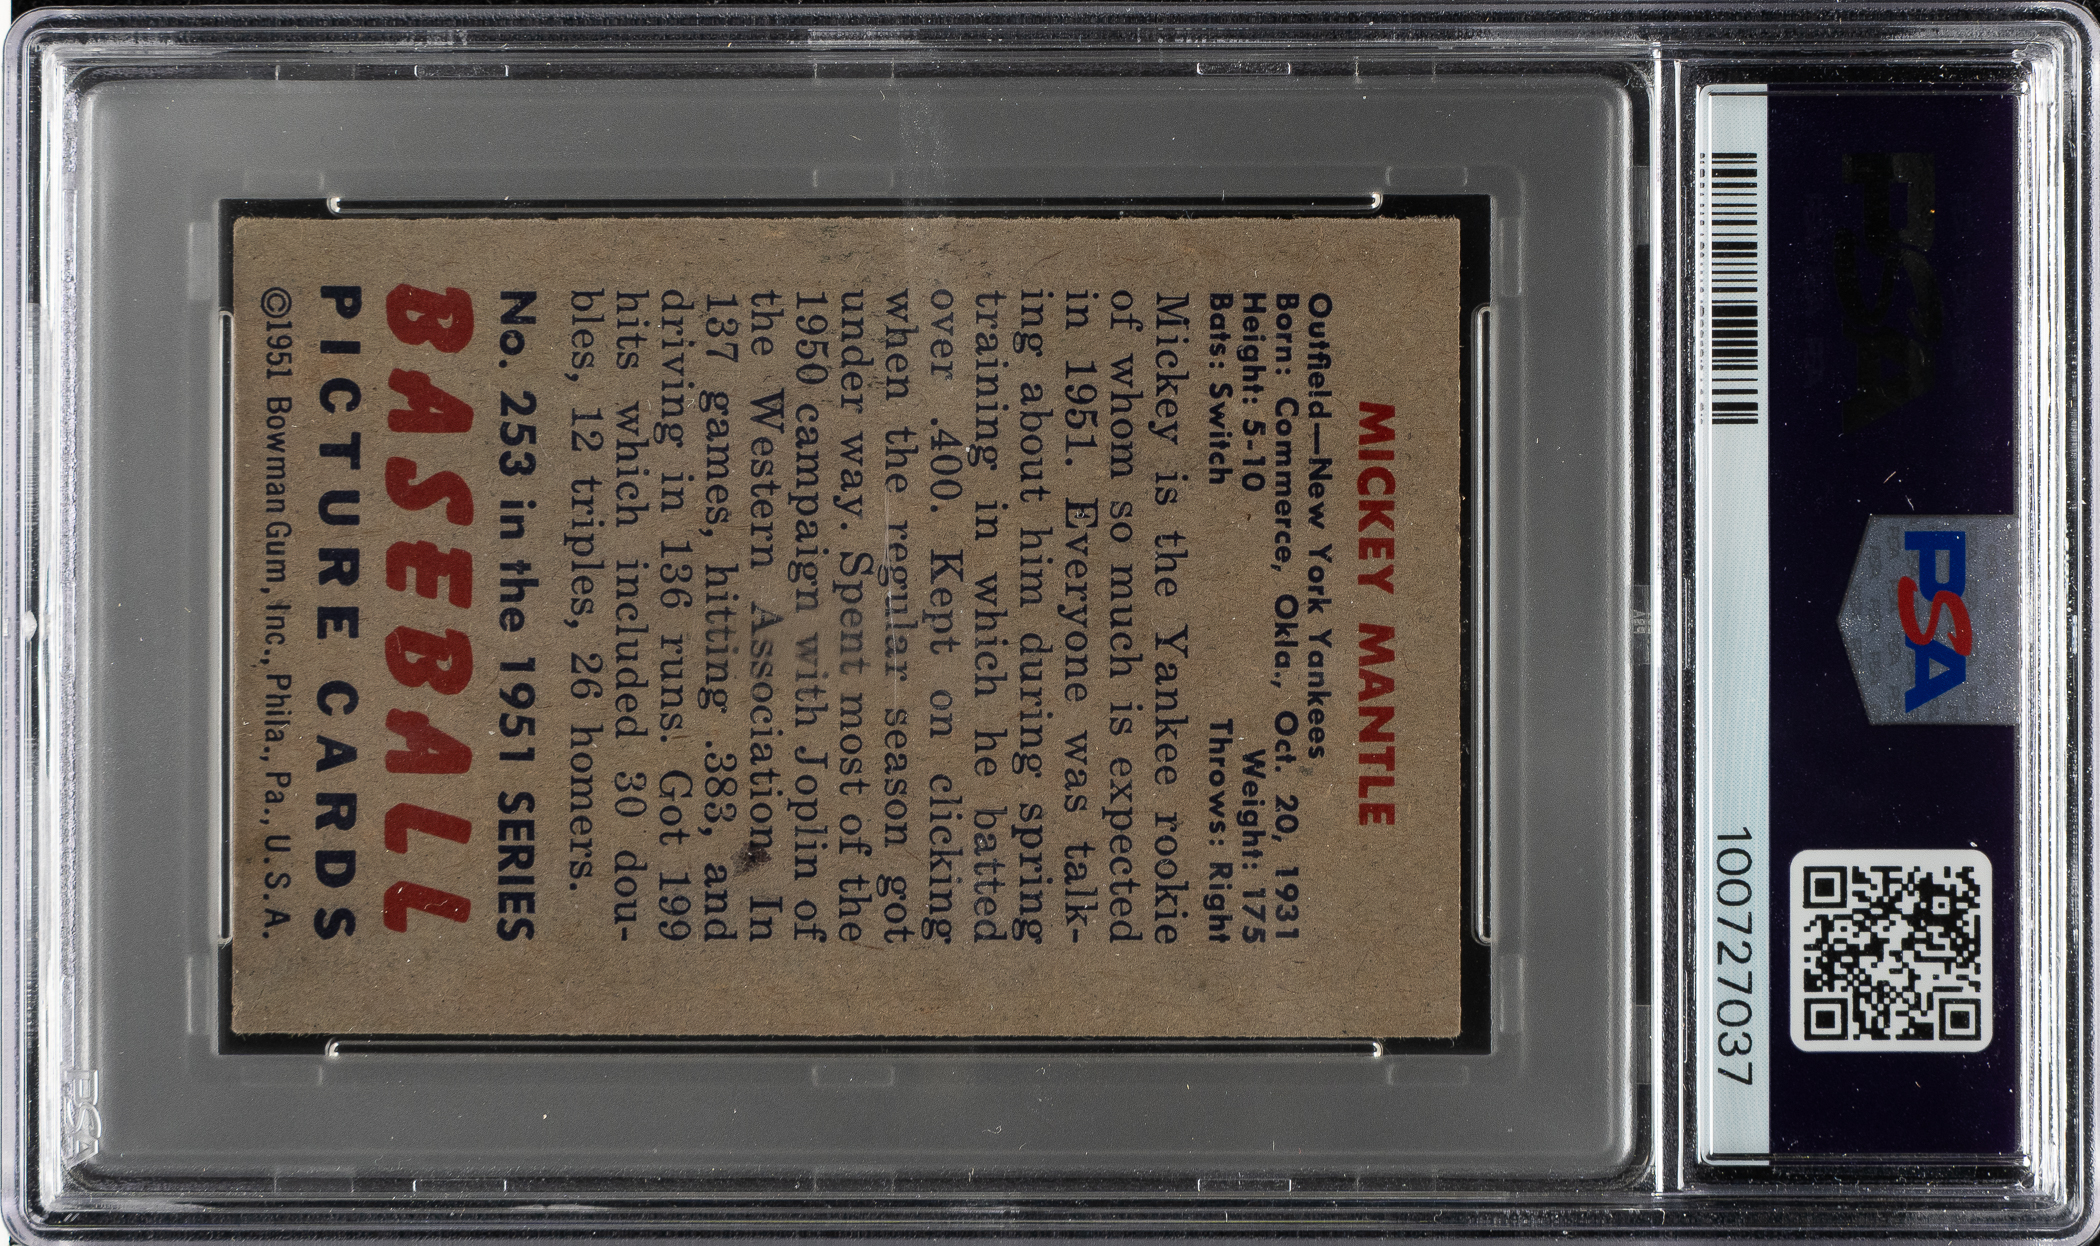 PSA
100727037
MICKEY MANTLE
Outfield—New York Yankees
Born: Commerce, Okla., Oct. 20, 1931
Height: 5-10 Weight: 175
Bats: Switch Throws: Right
Mickey is the Yankee rookie
of whom so much is expected
in 1951. Everyone was talk-
ing about him during spring
training in which he batted
over .400. Kept on clicking
when the regular season got
under way. Spent most of the
1950 campaign with Joplin of
the Western Association. In
137 games, hitting .383, and
driving in 136 runs. Got 199
hits which included 30 dou-
bles, 12 triples, 26 homers.
No. 253 in the 1951 SERIES
BASEBALL
PICTURE CARDS
©1951 Bowman Gum, Inc., Phila., Pa., U.S.A.
PSA
PSA